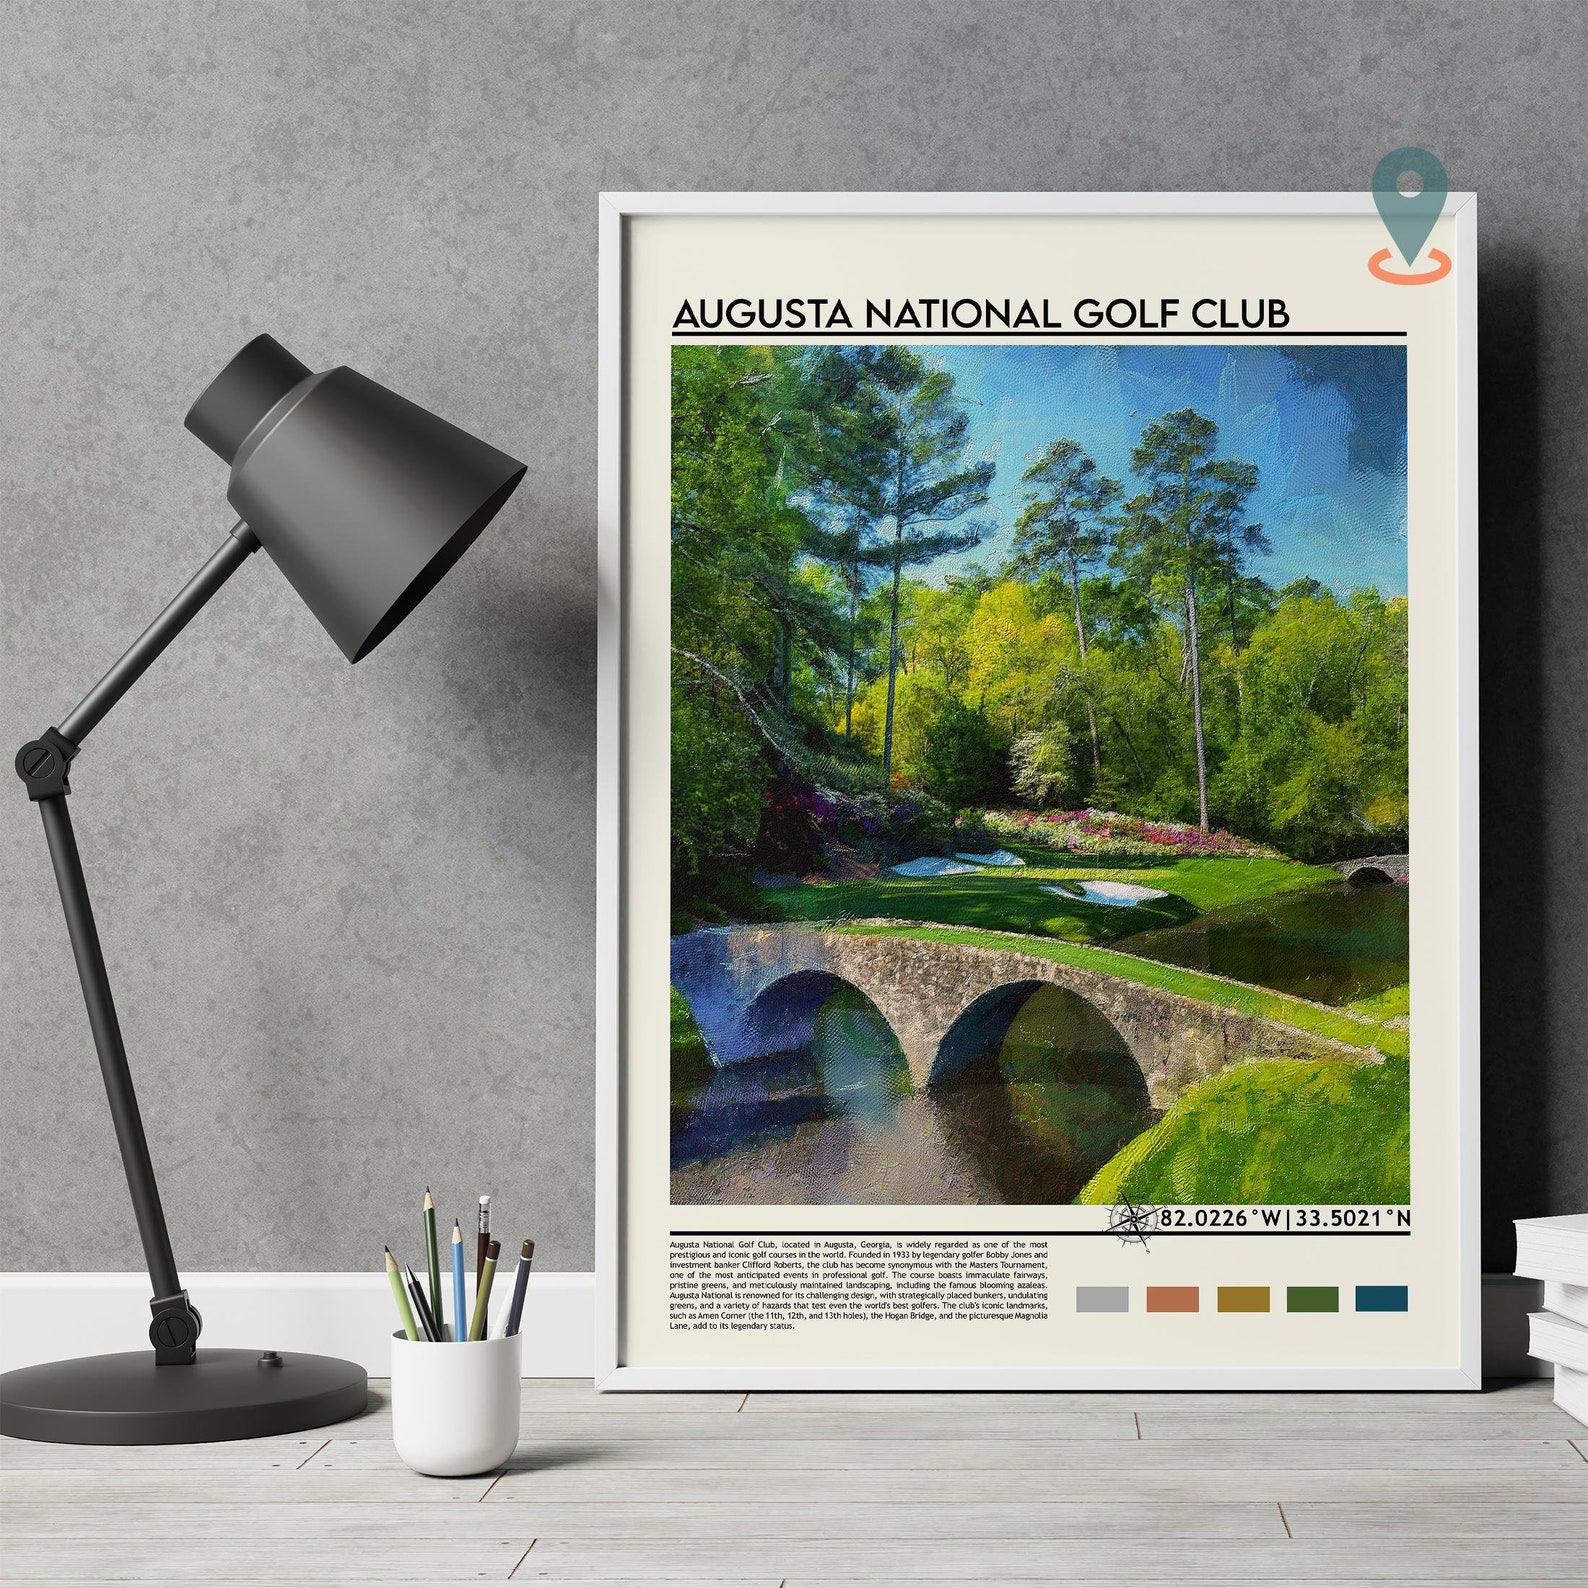 AUGUSTA NATIONAL GOLF CLUB
82.0226°W|33.5021°N
Augusta National Golf Club, located in Augusta, Georgia, is widely regarded as one of the most
prestigious and iconic golf courses in the world. Founded in 1933 by legendary golfer Bobby Jones and
investment banker Clifford Roberts, the club has become synonymous with the Masters Tournament,
one of the most anticipated events in professional golf. The course boasts immaculate fairways,
pristine greens, and meticulously maintained landscaping, including the famous blooming azaleas.
Augusta National is renowned for its challenging design, with strategically placed bunkers, undulating
greens, and a variety of hazards that test even the world's best golfers. The club's iconic landmarks,
such as Amen Corner (the 11th, 12th, and 13th holes), the Hogan Bridge, and the picturesque Magnolia
Lane, add to its legendary status.